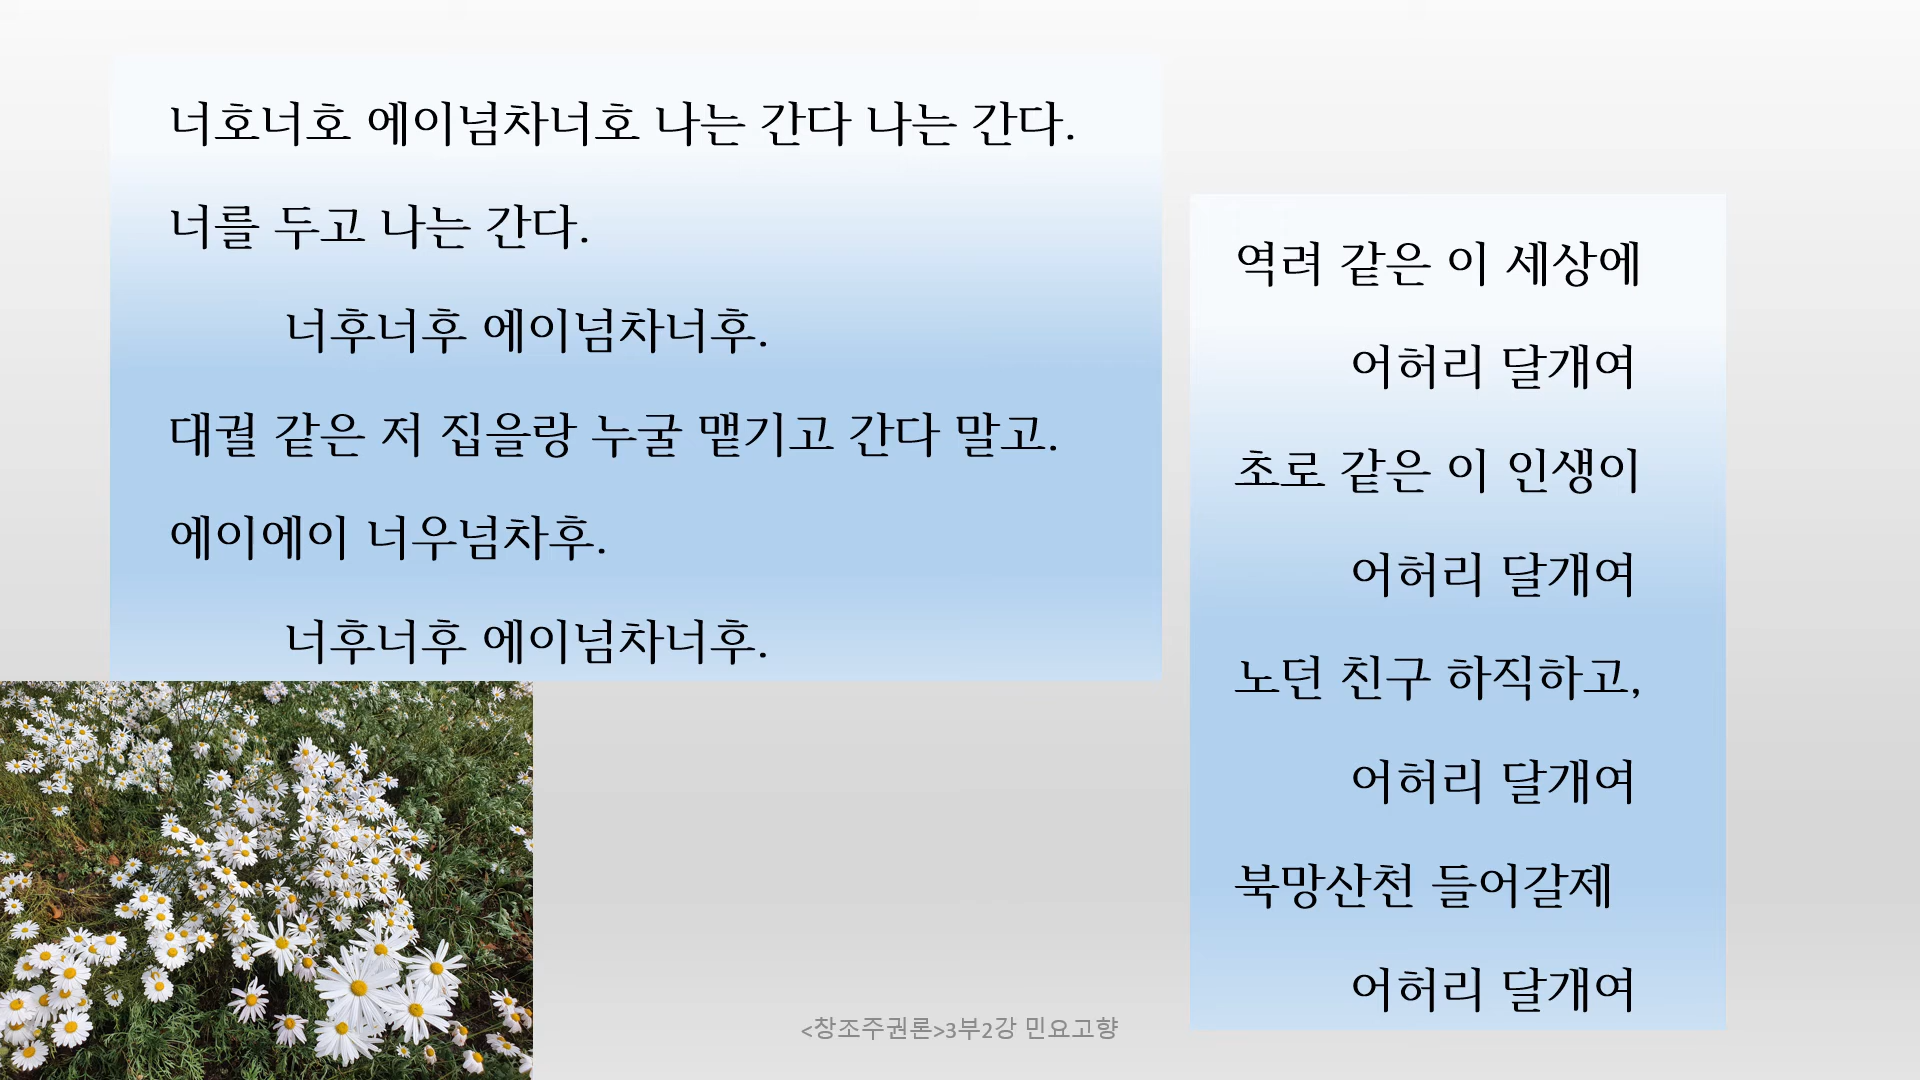 너호너호 에이넘차너호 나는 간다 나는 간다.
너를 두고 나는 간다.
너후너후 에이넘차너후.
대궐 같은 저 집을랑 누굴 맽기고 간다 말고.
에이에이 너우넘차후.
너후너후 에이넘차너후.
역려 같은 이 세상에
어허리 달개여
초로 같은 이 인생이
어허리 달개여
노던 친구 하직하고,
어허리 달개여
북망산천 들어갈제
어허리 달개여
<창조주권론>3부2강 민요고향